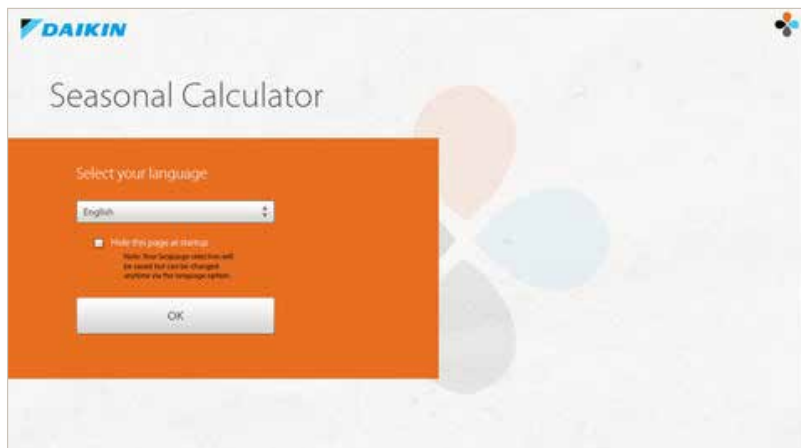 DAIKIN
Seasonal Calculator
Select your language
English
Hide this page at startup
Note: Your language selection will
be saved but can be changed
anytime via the language option.
OK